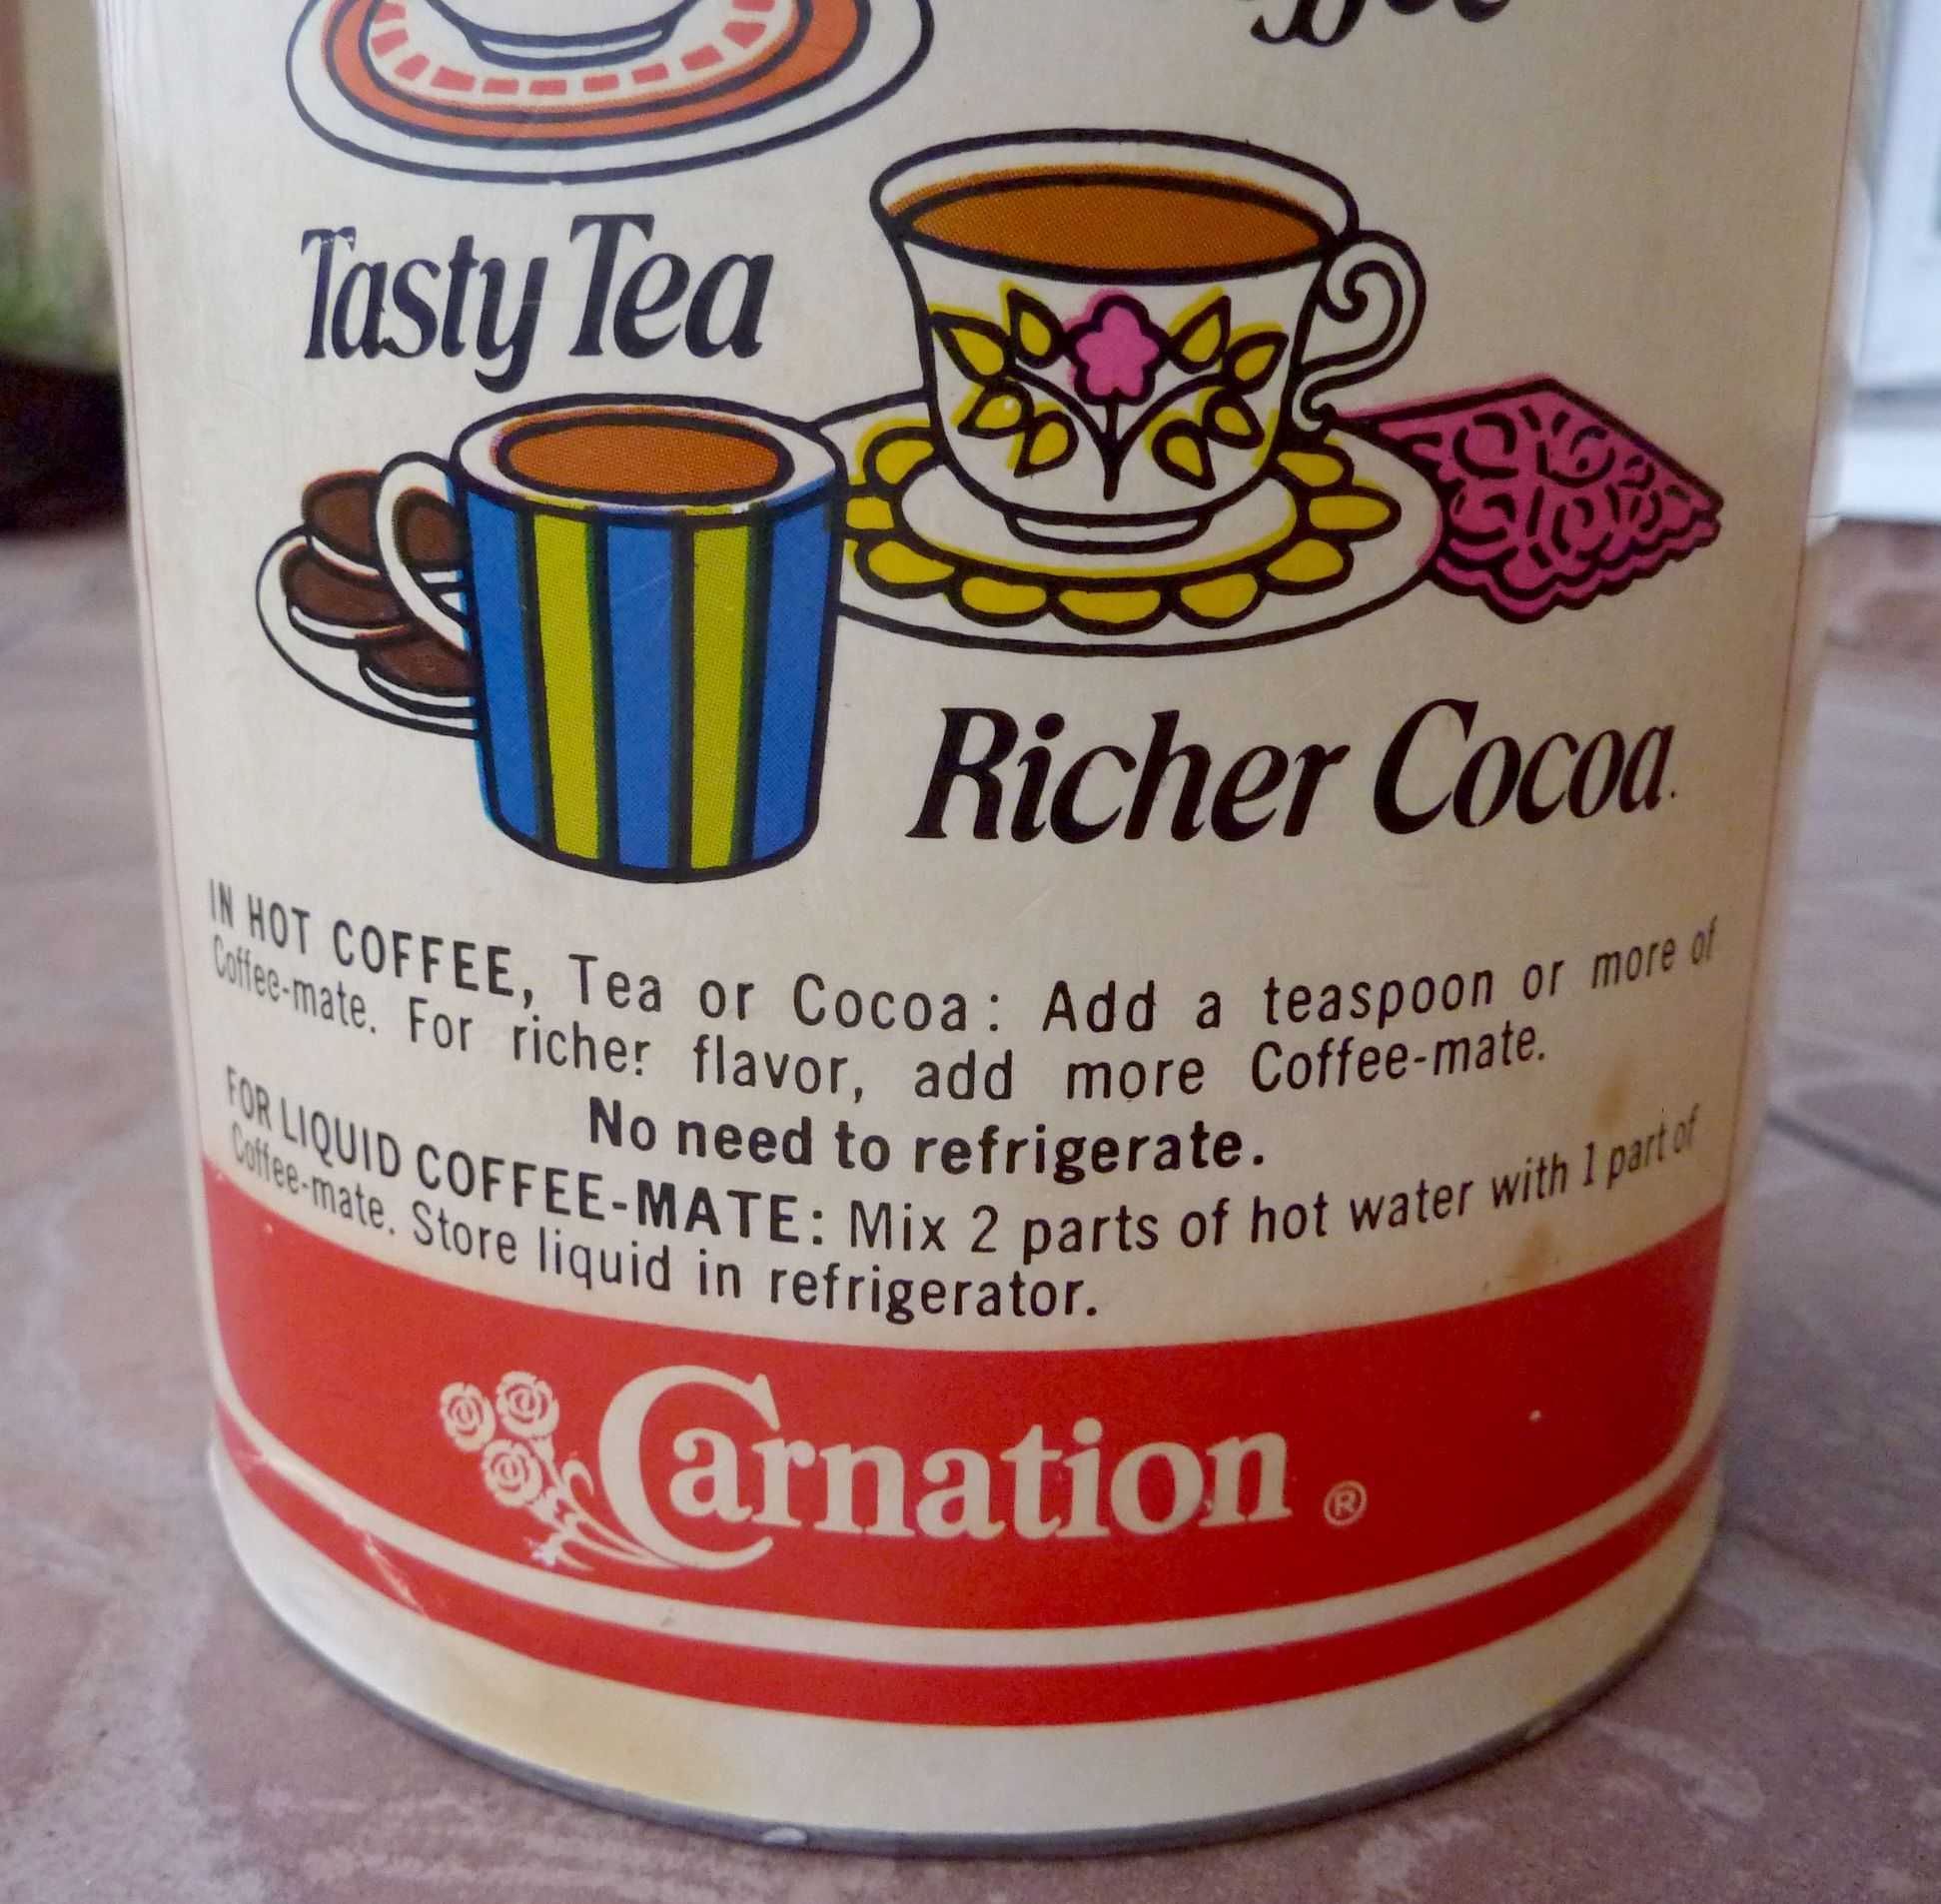 Tasty Tea
Richer Cocoa.
IN HOT COFFEE, Tea or Cocoa: Add a teaspoon or more of
Coffee-mate. For richer flavor, add more Coffee-mate.
No need to refrigerate.
FOR LIQUID COFFEE-MATE: Mix 2 parts of hot water with 1 part of
Coffee-mate. Store liquid in refrigerator.
Carnation ®